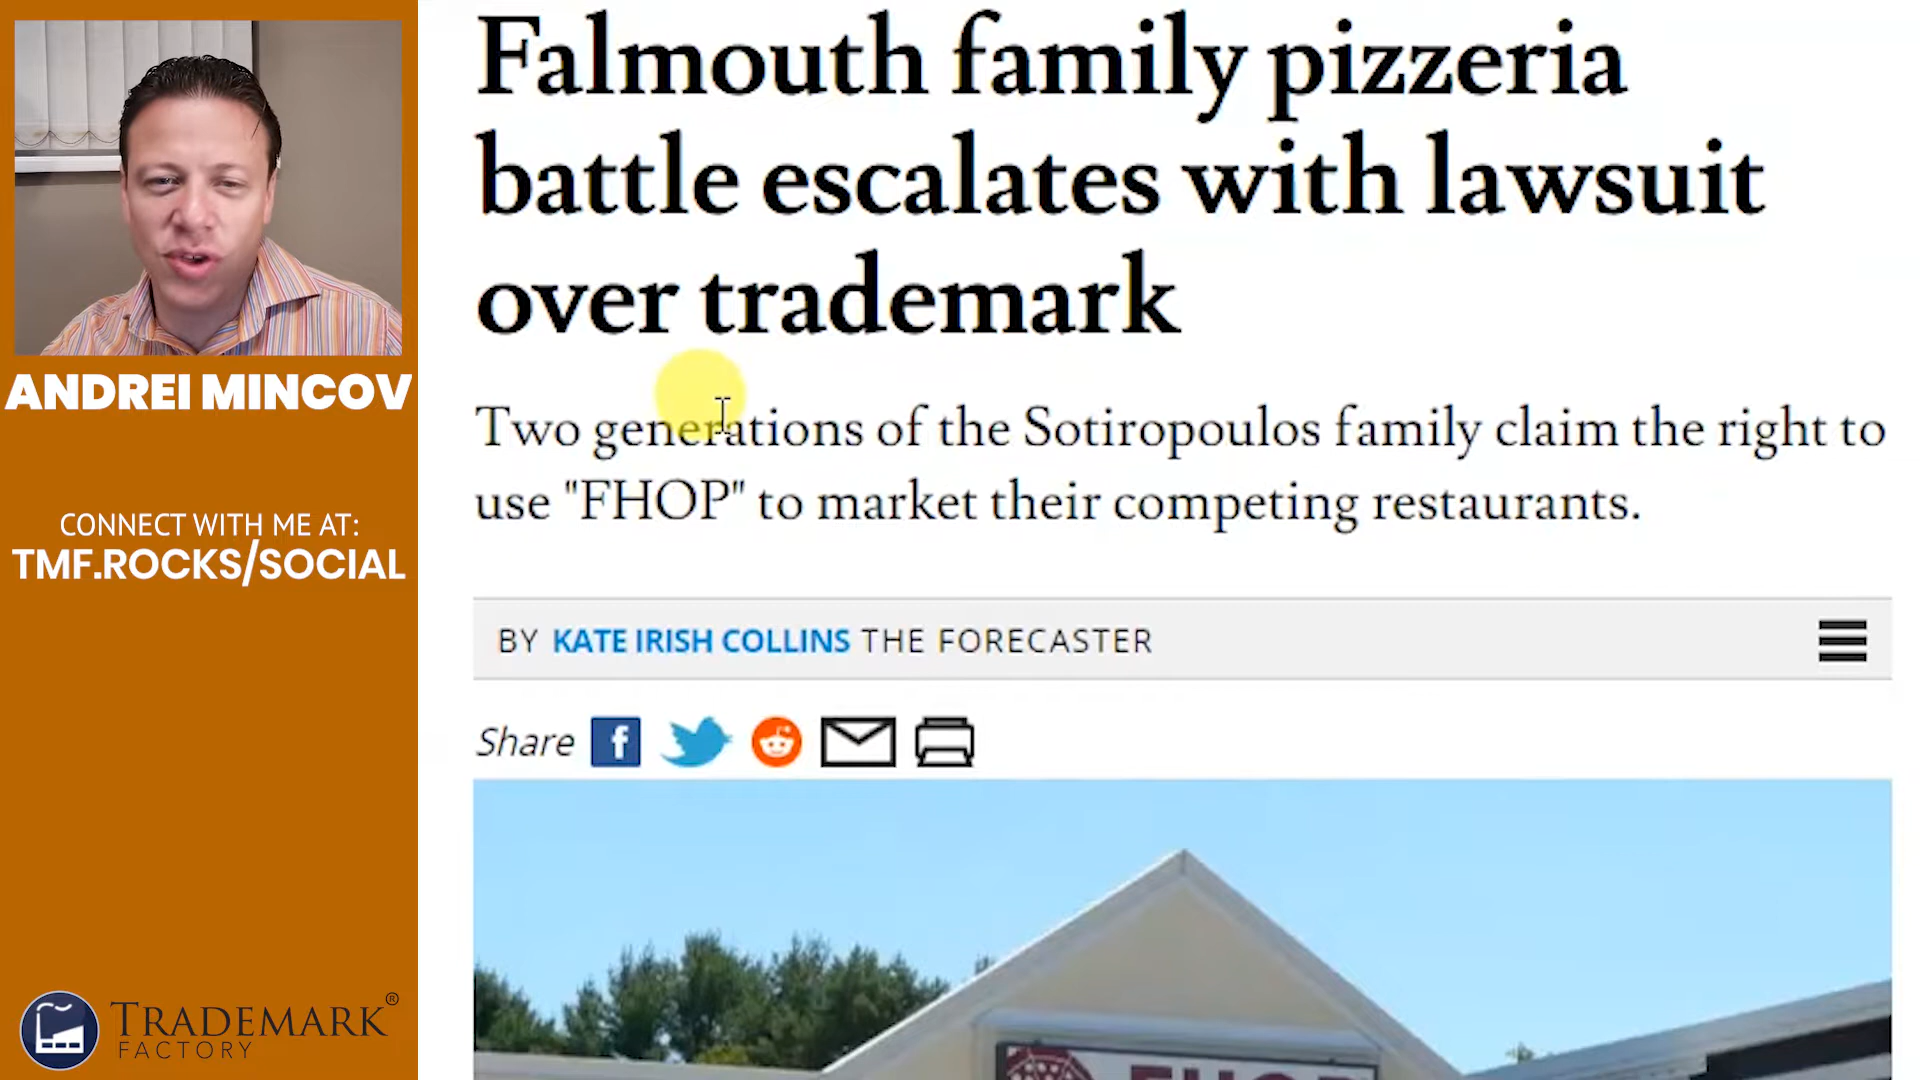 Falmouth family pizzeria
battle escalates with lawsuit
over trademark
Two generations of the Sotiropoulos family claim the right to
use "FHOP" to market their competing restaurants.
BY KATE IRISH COLLINS THE FORECASTER
Share
FHOP
ANDREI MINCOV
CONNECT WITH ME AT:
TMF.ROCKS/SOCIAL
TRADEMARK®
FACTORY